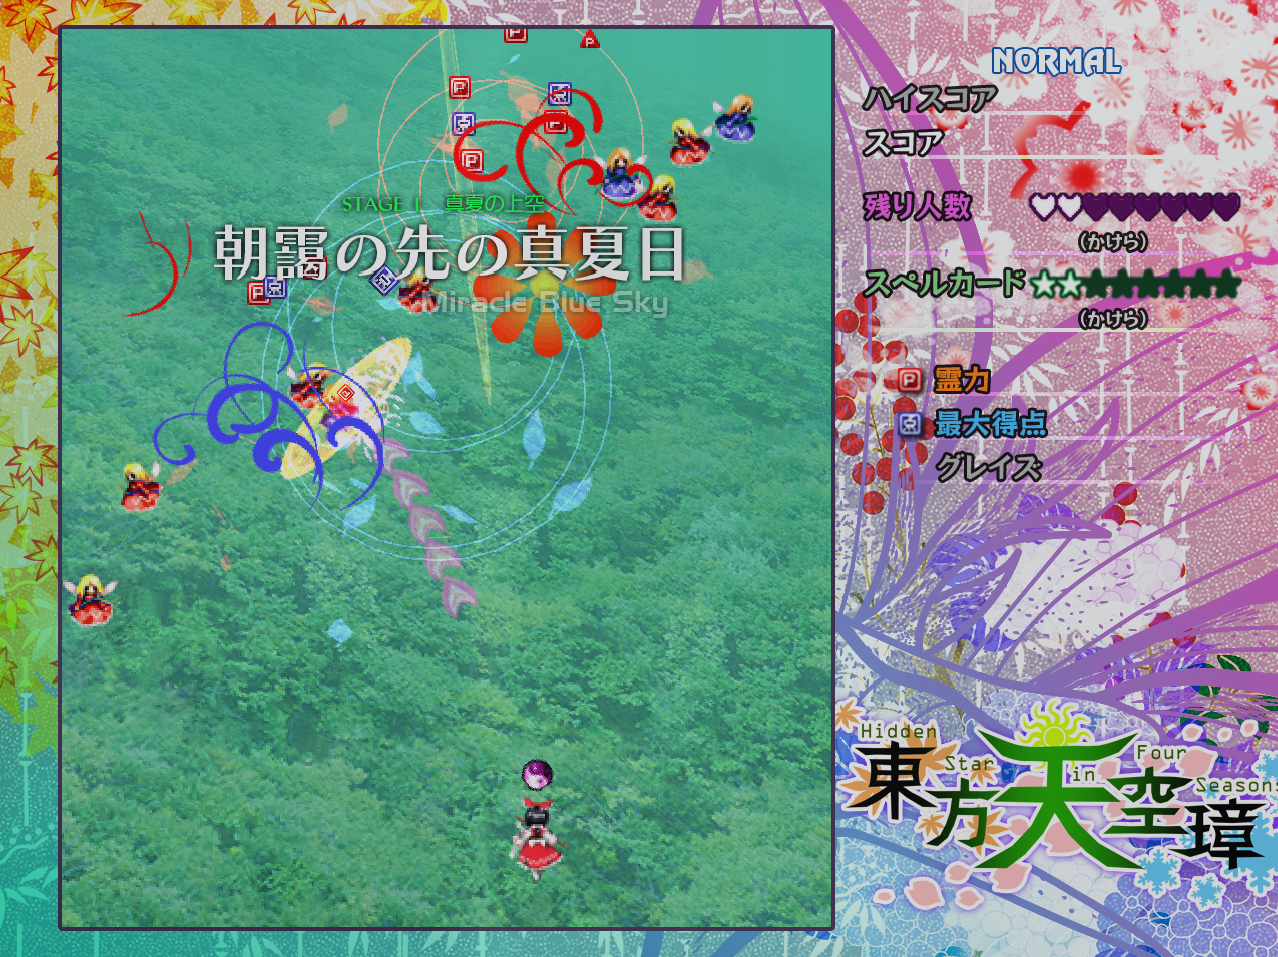 STAGE 1 真夏の上空
朝靄の先の真夏日
Miracle Blue Sky
NORMAL
ハイスコア
スコア
残り人数
(かけら)
スペルカード
(かけら)
P 霊力
点 最大得点
グレイズ
Hidden Star in Four Seasons
東方天空璋